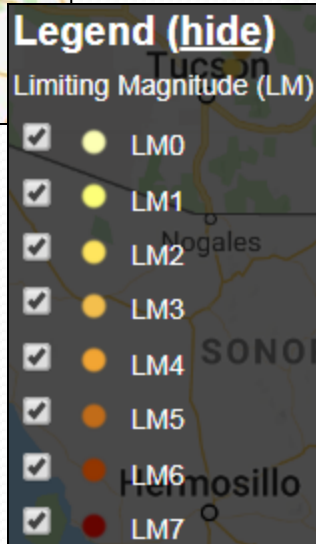 Legend (hide)
Tucson
Limiting Magnitude (LM)
LM0
LM1
LM2
Nogales
LM3
SONO
LM4
LM5
LM6
Hermosillo
LM7